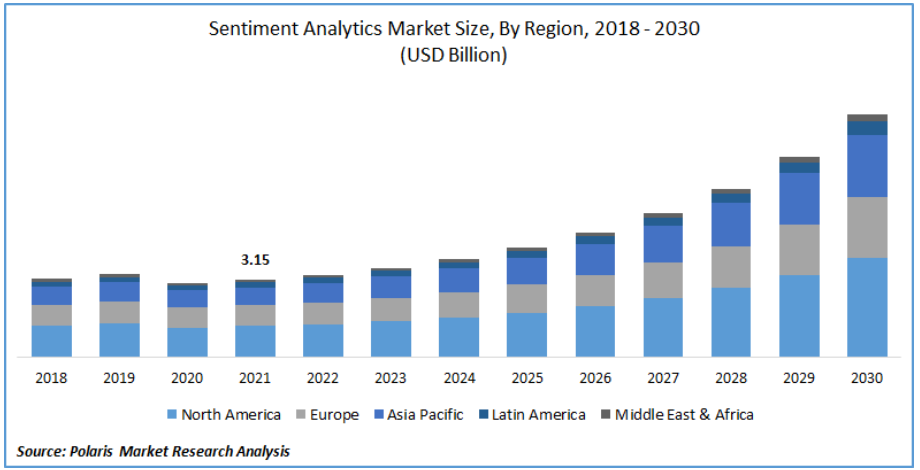 Sentiment Analytics Market Size, By Region, 2018 - 2030
(USD Billion)
3.15
2018 2019 2020 2021 2022 2023 2024 2025 2026 2027 2028 2029 2030
North America Europe Asia Pacific Latin America Middle East & Africa
Source: Polaris Market Research Analysis